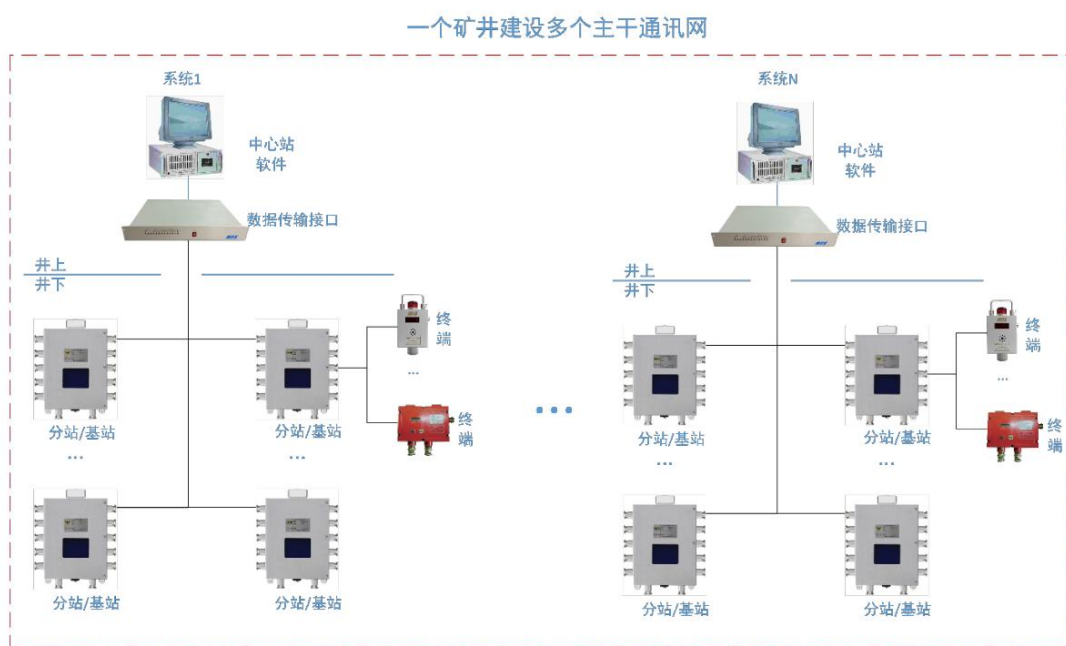 一个矿井建设多个主干通讯网
系统1
系统N
中心站
软件
中心站
软件
数据传输接口
数据传输接口
井上
井下
井上
井下
终
端
终
端
...
...
终
端
终
端
...
分站/基站
分站/基站
分站/基站
分站/基站
...
...
...
...
分站/基站
分站/基站
分站/基站
分站/基站